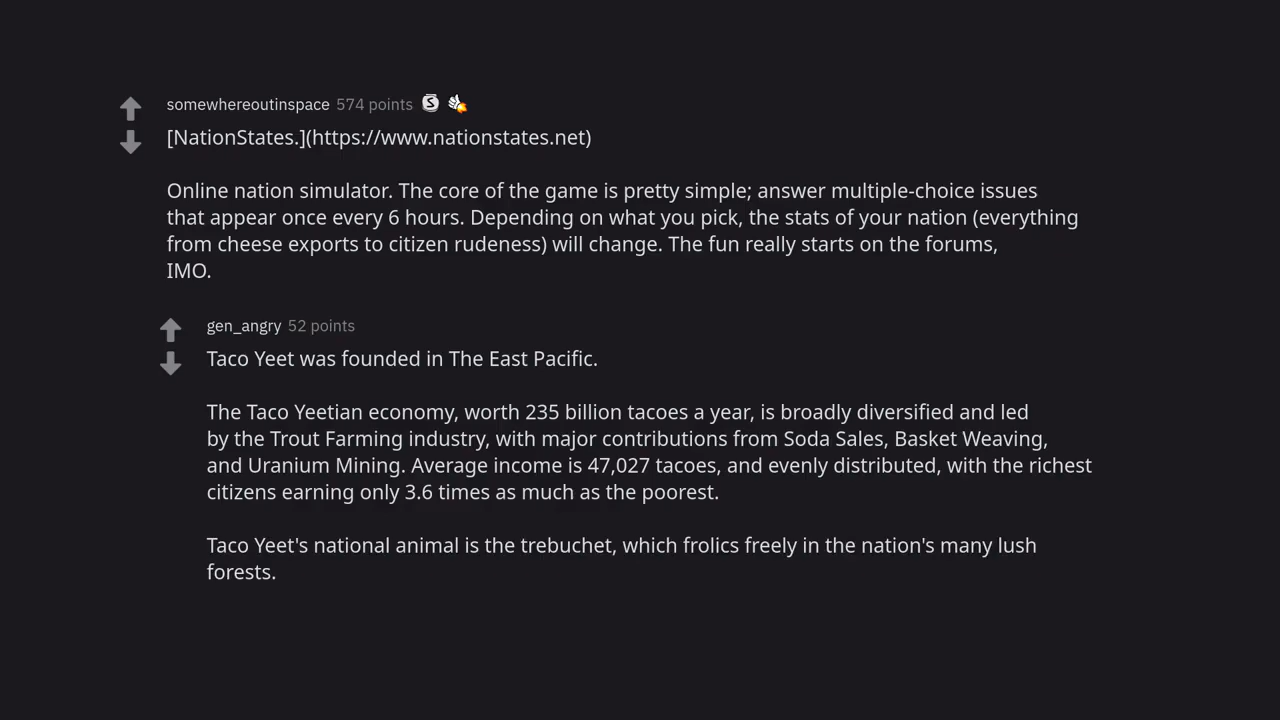 somewhereoutinspace 574 points
[NationStates.](https://www.nationstates.net)
Online nation simulator. The core of the game is pretty simple; answer multiple-choice issues
that appear once every 6 hours. Depending on what you pick, the stats of your nation (everything
from cheese exports to citizen rudeness) will change. The fun really starts on the forums,
IMO.
gen_angry 52 points
Taco Yeet was founded in The East Pacific.
The Taco Yeetian economy, worth 235 billion tacoes a year, is broadly diversified and led
by the Trout Farming industry, with major contributions from Soda Sales, Basket Weaving,
and Uranium Mining. Average income is 47,027 tacoes, and evenly distributed, with the richest
citizens earning only 3.6 times as much as the poorest.
Taco Yeet's national animal is the trebuchet, which frolics freely in the nation's many lush
forests.